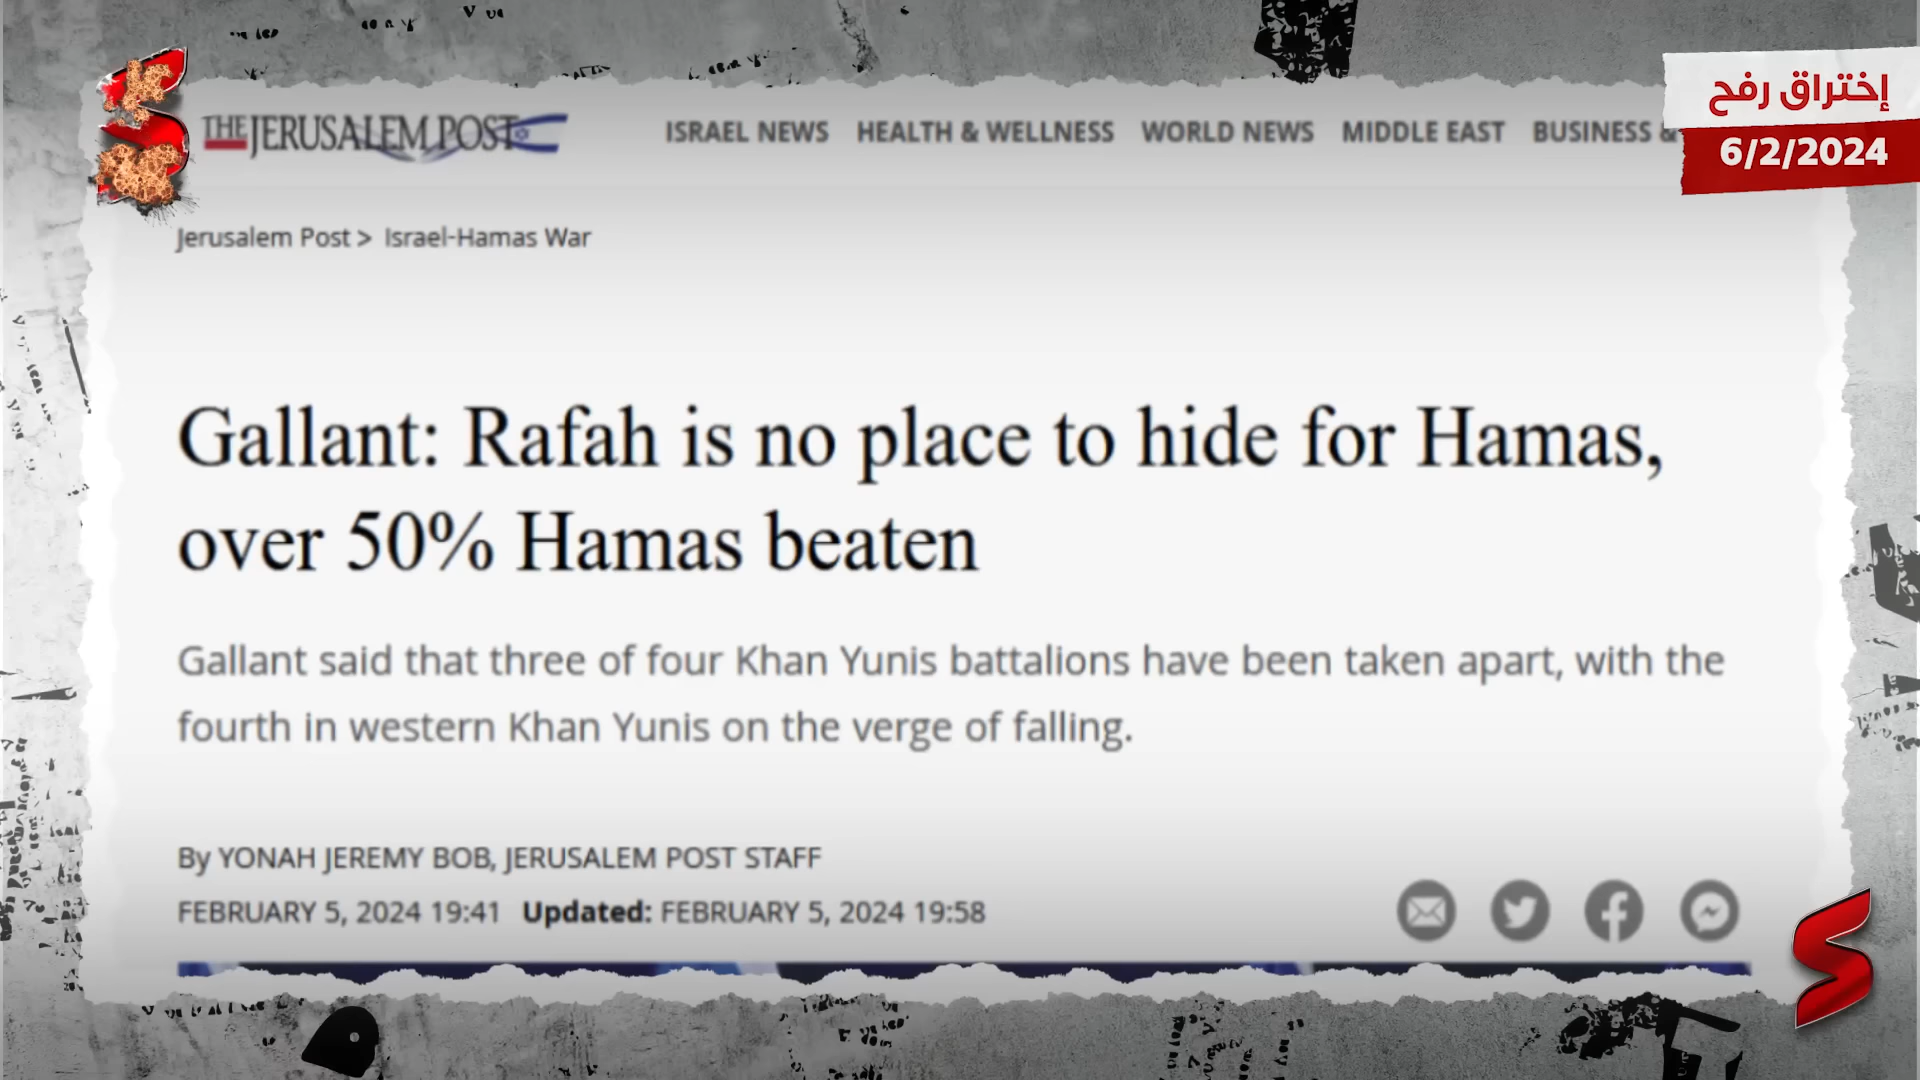 إختراق رفح
6/2/2024
THE JERUSALEM POST
ISRAEL NEWS HEALTH & WELLNESS WORLD NEWS MIDDLE EAST BUSINESS &
Jerusalem Post > Israel-Hamas War
Gallant: Rafah is no place to hide for Hamas,
over 50% Hamas beaten
Gallant said that three of four Khan Yunis battalions have been taken apart, with the
fourth in western Khan Yunis on the verge of falling.
By YONAH JEREMY BOB, JERUSALEM POST STAFF
FEBRUARY 5, 2024 19:41 Updated: FEBRUARY 5, 2024 19:58